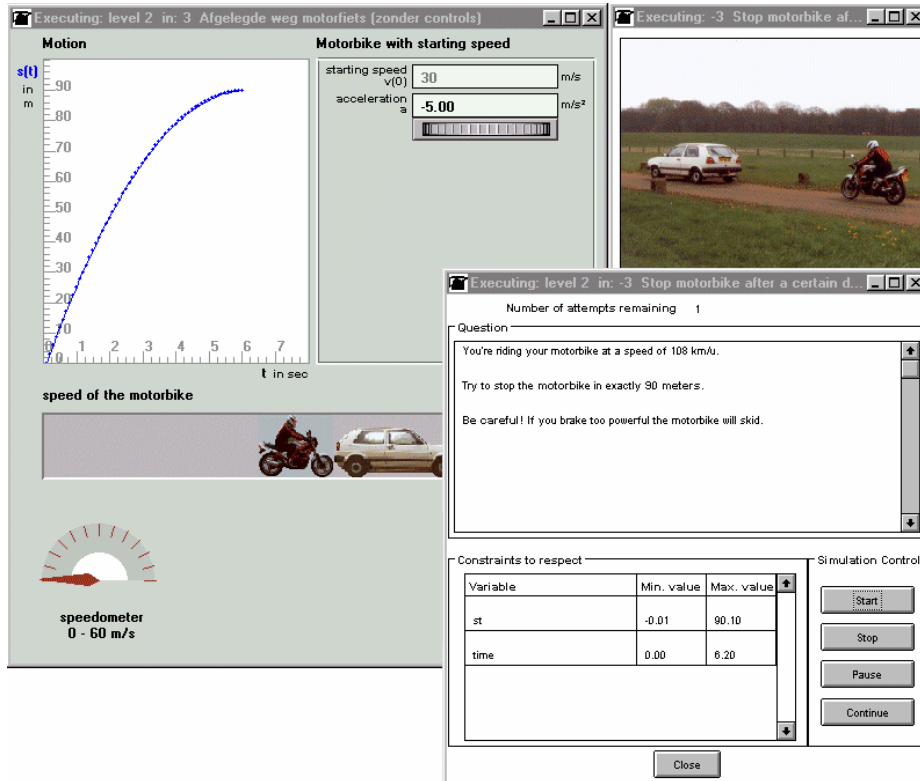 Executing: level 2 in: 3 Afgelegde weg motorfiets (zonder controls)
Motion
Motorbike with starting speed
s(t)
in
m
90
80
70
60
50
40
30
20
10
0
0 1 2 3 4 5 6 7
t in sec
starting speed
v(0)
30
m/s
acceleration
a
-5.00
m/s²
speed of the motorbike
speedometer
0 - 60 m/s
Executing: -3 Stop motorbike af...
Executing: level 2 in: -3 Stop motorbike after a certain d...
Number of attempts remaining 1
Question
You're riding your motorbike at a speed of 108 km/u.
Try to stop the motorbike in exactly 90 meters.
Be careful! If you brake too powerful the motorbike will skid.
Constraints to respect
Variable Min. value Max. value
st -0.01 90.10
time 0.00 6.20
Simulation Control
Start
Stop
Pause
Continue
Close